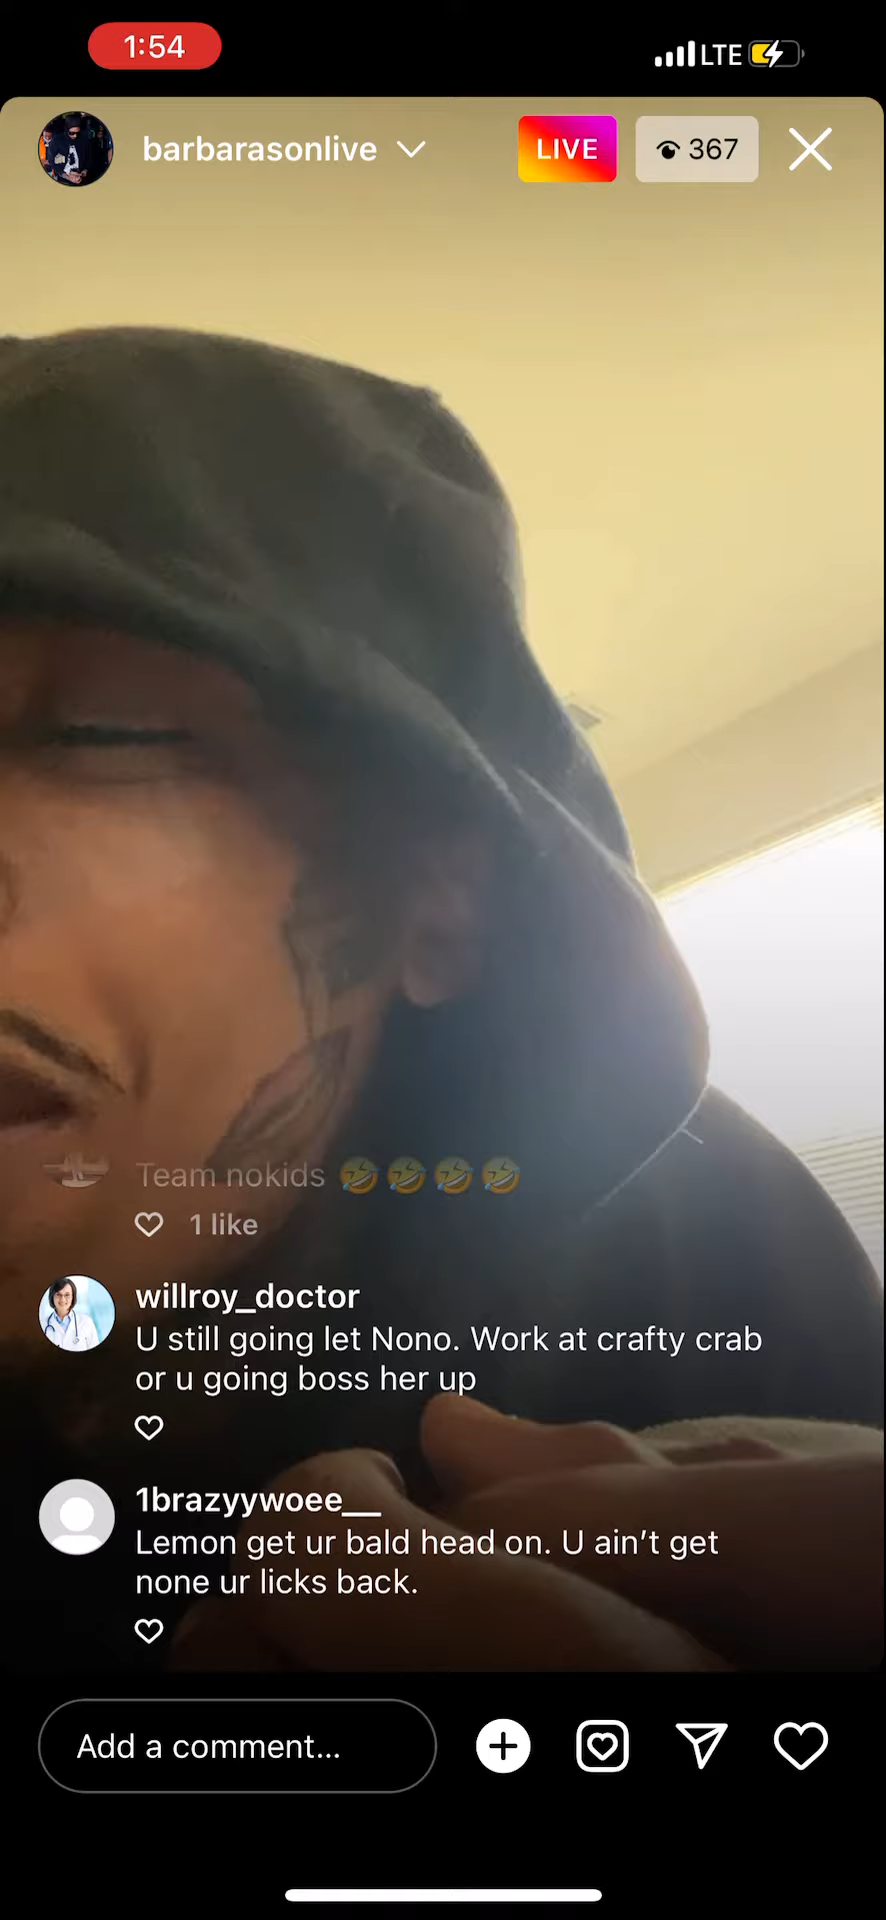 1:54
LTE
barbarasonlive
LIVE
367
Team nokids 🤣🤣🤣🤣
1 like
willroy_doctor
U still going let Nono. Work at crafty crab
or u going boss her up
1brazyywoee__
Lemon get ur bald head on. U ain’t get
none ur licks back.
Add a comment...